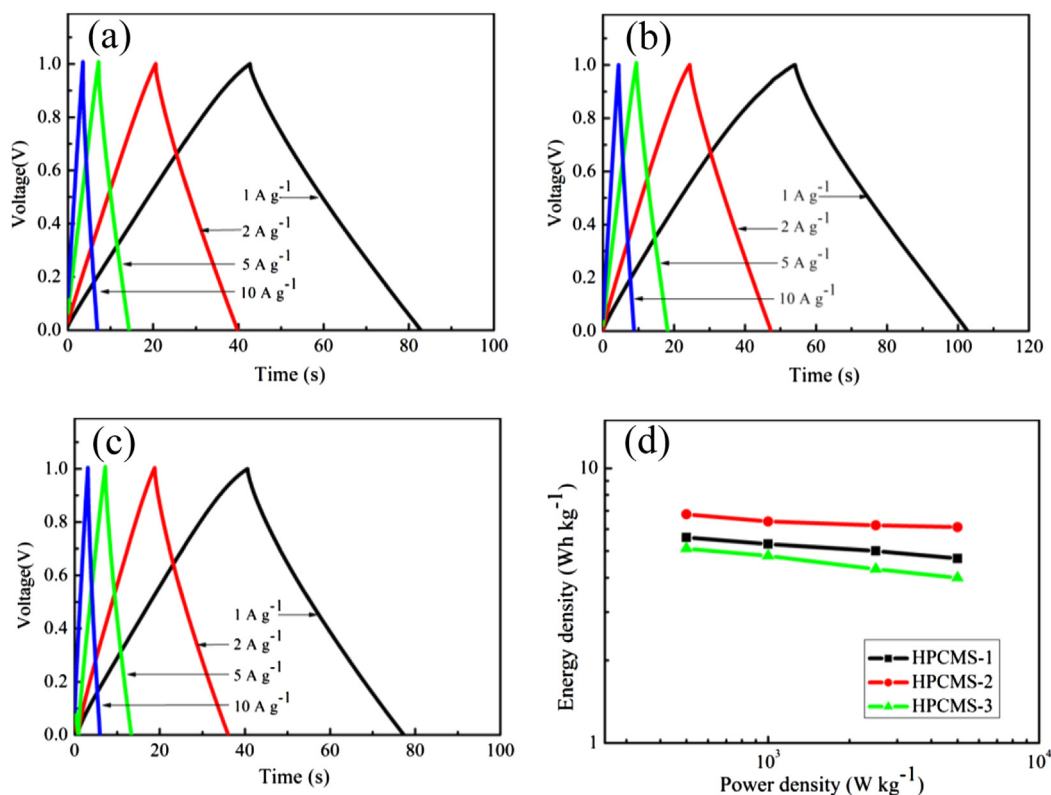 (a)
1.0
0.8
0.6
0.4
0.2
0.0
Voltage(V)
1 A g-1
2 A g-1
5 A g-1
10 A g-1
0 20 40 60 80 100
Time (s)
(b)
1.0
0.8
0.6
0.4
0.2
0.0
Voltage(V)
1 A g-1
2 A g-1
5 A g-1
10 A g-1
0 20 40 60 80 100 120
Time (s)
(c)
1.0
0.8
0.6
0.4
0.2
0.0
Voltage(V)
1 A g-1
2 A g-1
5 A g-1
10 A g-1
0 20 40 60 80 100
Time (s)
(d)
10
1
Energy density (Wh kg-1)
HPCMS-1
HPCMS-2
HPCMS-3
10^3 10^4
Power density (W kg-1)